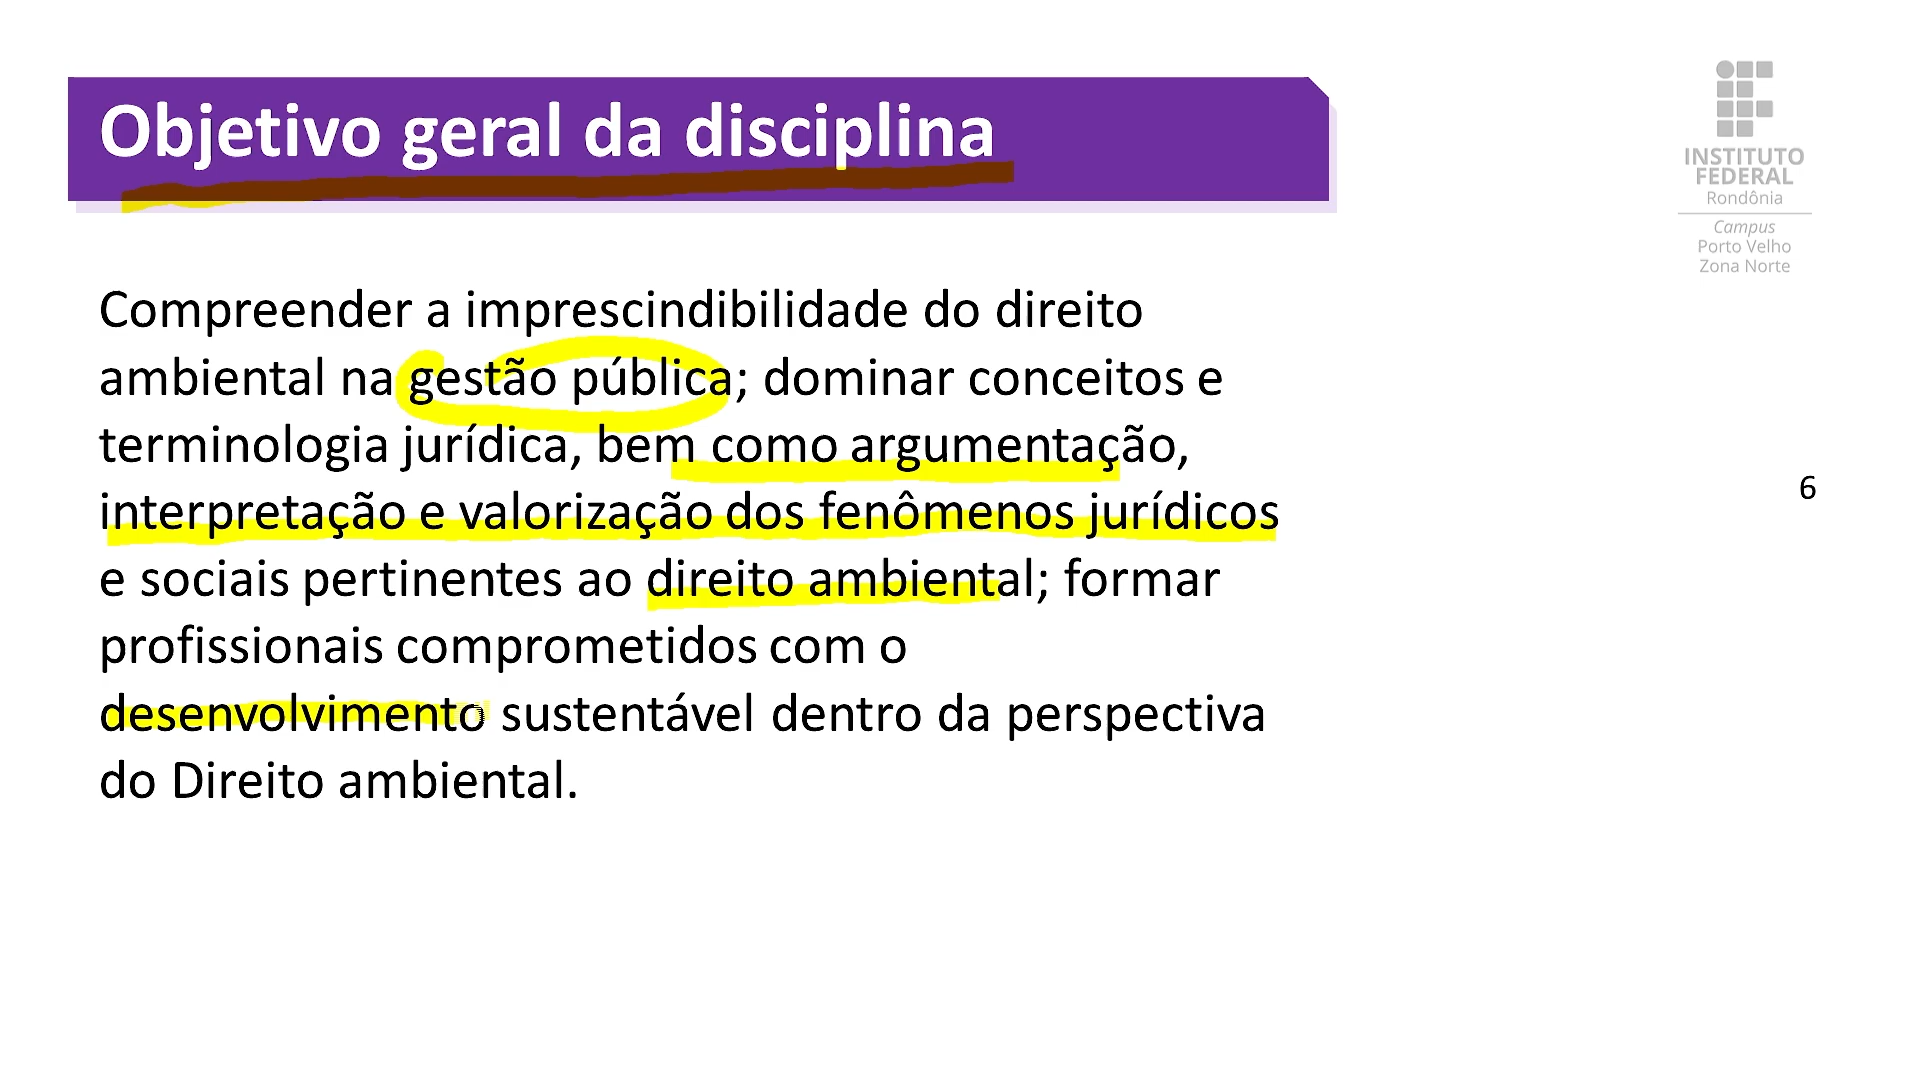 Objetivo geral da disciplina
INSTITUTO
FEDERAL
Rondônia
Campus
Porto Velho
Zona Norte
Compreender a imprescindibilidade do direito
ambiental na gestão pública; dominar conceitos e
terminologia jurídica, bem como argumentação,
interpretação e valorização dos fenômenos jurídicos
e sociais pertinentes ao direito ambiental; formar
profissionais comprometidos com o
desenvolvimento sustentável dentro da perspectiva
do Direito ambiental.
6